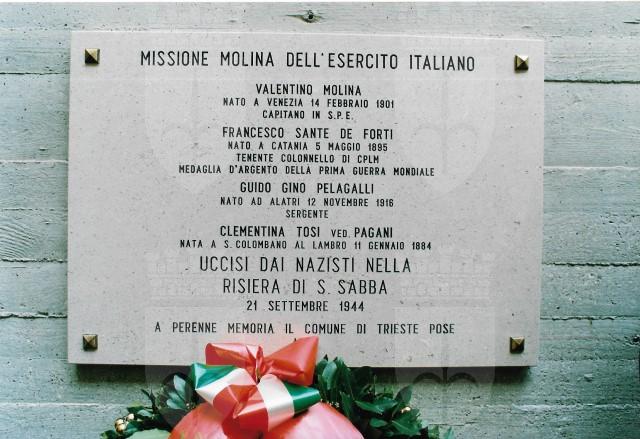 MISSIONE MOLINA DELL'ESERCITO ITALIANO
VALENTINO MOLINA
NATO A VENEZIA 14 FEBBRAIO 1901
CAPITANO IN S.P.E.
FRANCESCO SANTE DE FORTI
NATO A CATANIA 5 MAGGIO 1895
TENENTE COLONNELLO DI CPLM
MEDAGLIA D'ARGENTO DELLA PRIMA GUERRA MONDIALE
GUIDO GINO PELAGALLI
NATO AD ALATRI 12 NOVEMBRE 1916
SERGENTE
CLEMENTINA TOSI VED. PAGANI
NATA A S. COLOMBANO AL LAMBRO 11 GENNAIO 1884
UCCISI DAI NAZISTI NELLA
RISIERA DI S. SABBA
21 SETTEMBRE 1944
A PERENNE MEMORIA IL COMUNE DI TRIESTE POSE